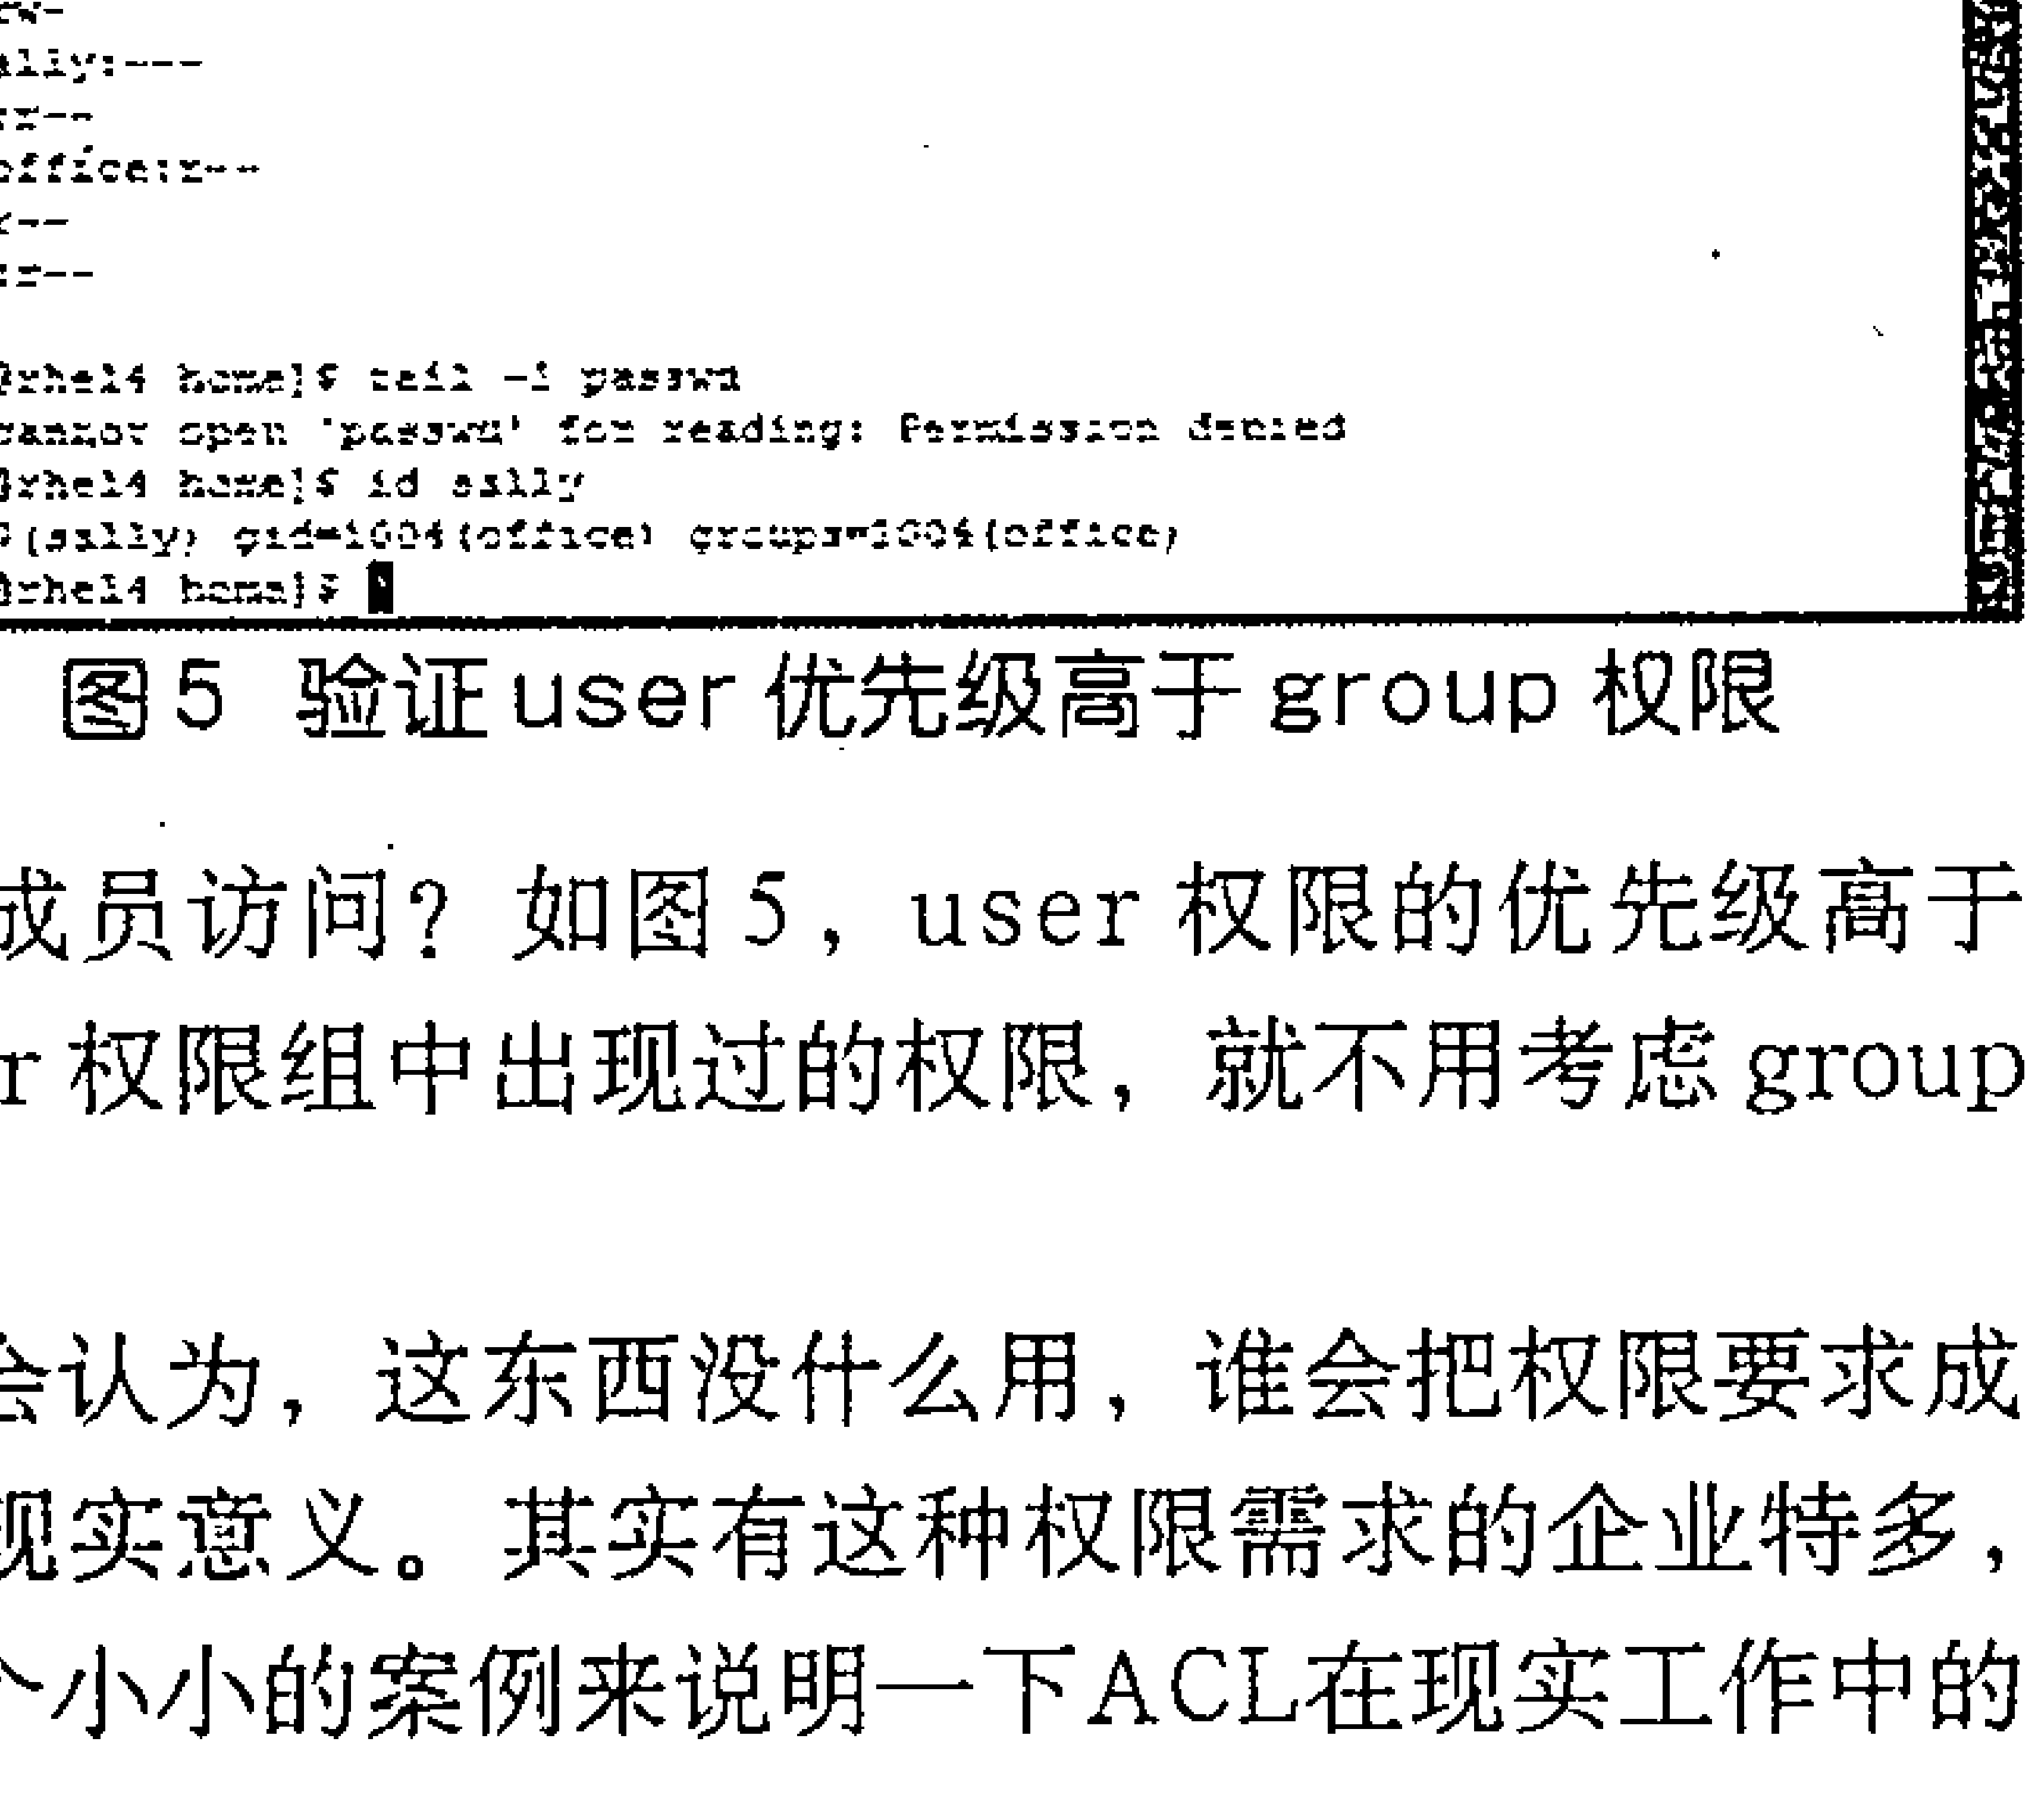 ally:---
office:r--
rhel4 home]$ tail -1 passwd
cannot open 'passwd' for reading: Permission denied
rhel4 home]$ id sally
(sally) gid=1004(office) groups=1004(office)
rhel4 home]$
图5 验证user优先级高于group权限
成员访问？如图5，user权限的优先级高于
r权限组中出现过的权限，就不用考虑group
会认为，这东西没什么用，谁会把权限要求成
现实意义。其实有这种权限需求的企业特多，
个小小的案例来说明一下ACL在现实工作中的